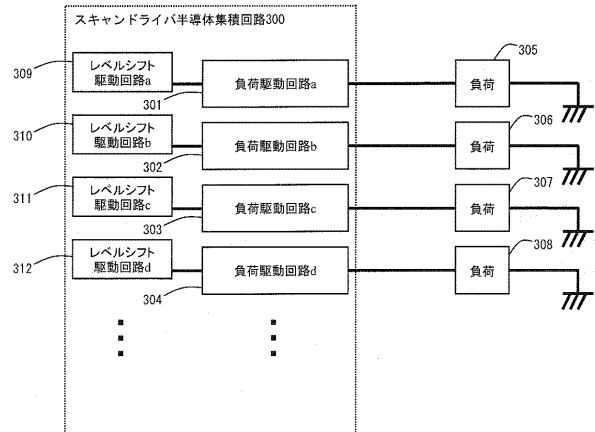 スキャンドライバ半導体集積回路300
305
309
レベルシフト
駆動回路a
負荷駆動回路a
負荷
301
306
310
レベルシフト
駆動回路b
負荷駆動回路b
負荷
302
307
311
レベルシフト
駆動回路c
負荷駆動回路c
負荷
303
308
312
レベルシフト
駆動回路d
負荷駆動回路d
負荷
304